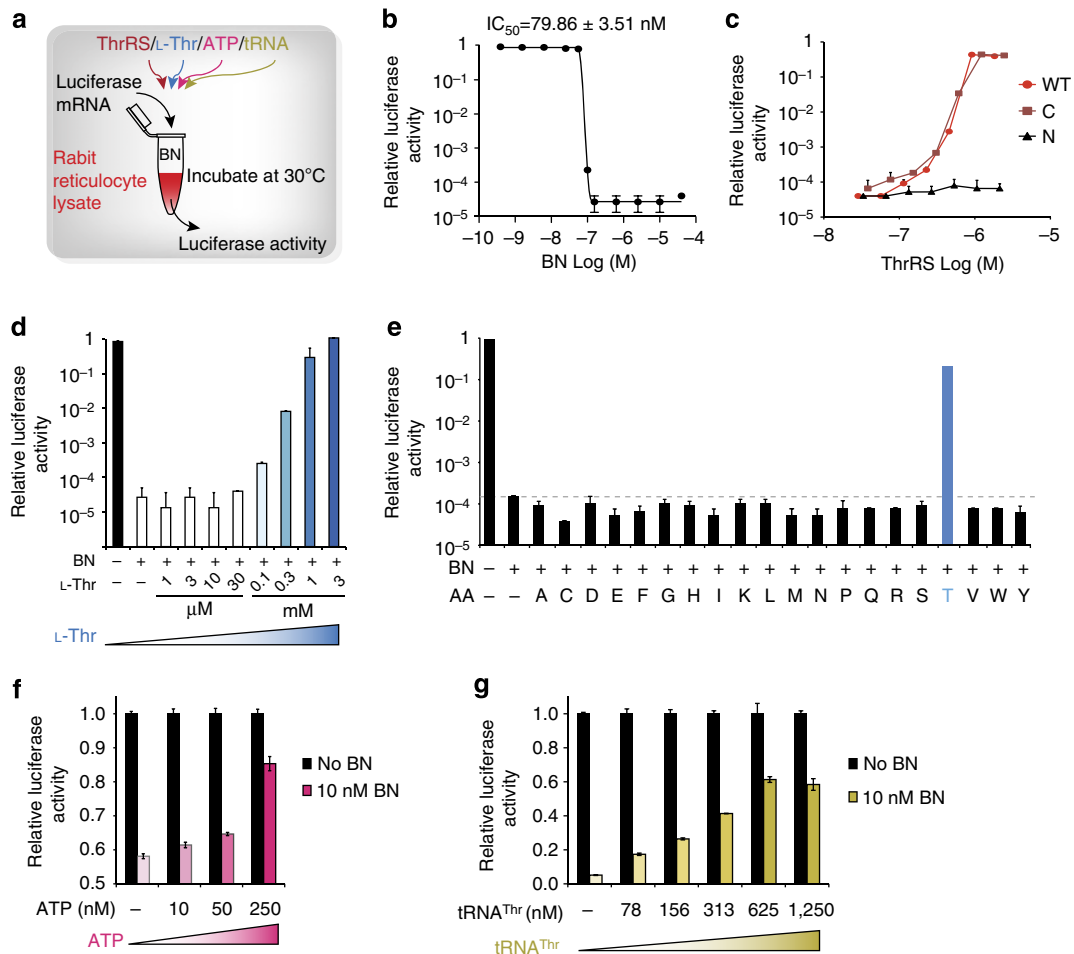 a
ThrRS/L-Thr/ATP/tRNA
Luciferase
mRNA
BN
Rabit
reticulocyte
lysate
Incubate at 30°C
Luciferase activity
b
IC50=79.86 ± 3.51 nM
Relative luciferase
activity
1
10–1
10–2
10–3
10–4
10–5
–10 –9 –8 –7 –6 –5 –4
BN Log (M)
c
Relative luciferase
activity
1
10–1
10–2
10–3
10–4
10–5
–8 –7 –6 –5
ThrRS Log (M)
WT
C
N
d
Relative luciferase
activity
1
10–1
10–2
10–3
10–4
10–5
BN – + + + + + + + + +
L-Thr – – 1 3 10 30 0.1 0.3 1 3
μM mM
L-Thr
e
Relative luciferase
activity
1
10–1
10–2
10–3
10–4
10–5
BN – + + + + + + + + + + + + + + + + + + + + +
AA – – A C D E F G H I K L M N P Q R S T V W Y
f
Relative luciferase
activity
1.0
0.9
0.8
0.7
0.6
0.5
No BN
10 nM BN
ATP (nM) – 10 50 250
ATP
g
Relative luciferase
activity
1.0
0.8
0.6
0.4
0.2
0.0
No BN
10 nM BN
tRNAThr (nM) – 78 156 313 625 1,250
tRNAThr